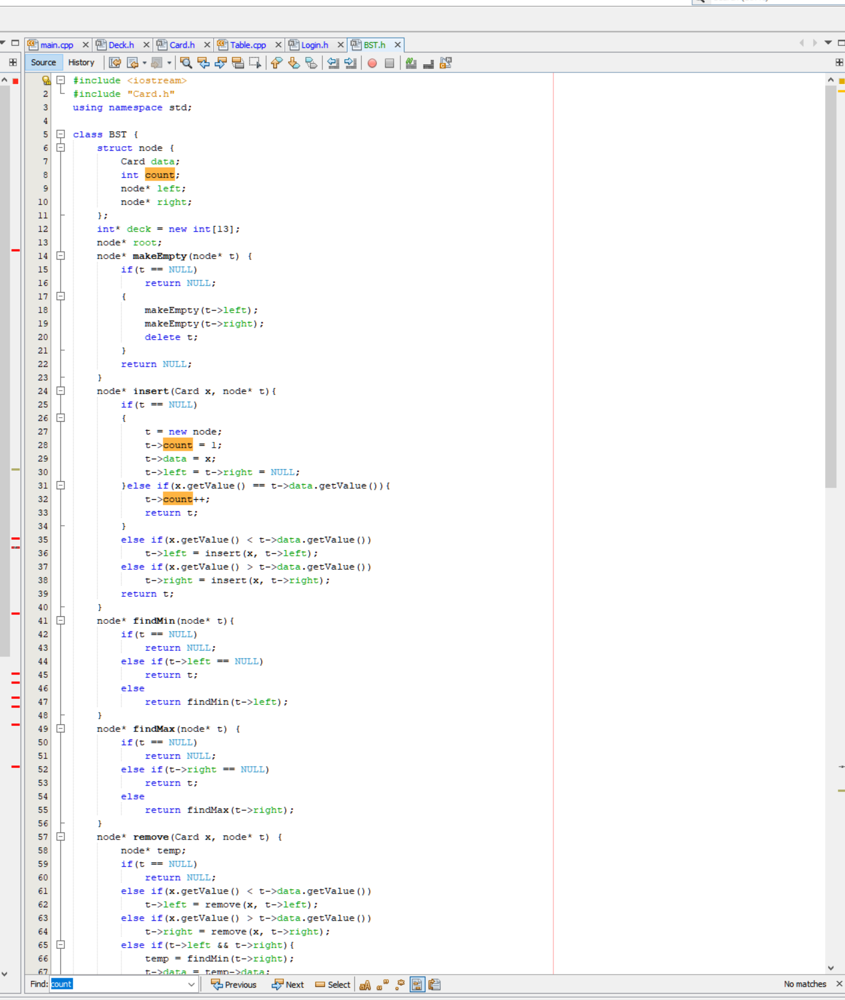 main.cpp Deck.h Card.h Table.cpp Login.h BST.h
Source History
#include <iostream>
2 #include "Card.h"
3 using namespace std;
4
5 class BST {
6 struct node {
7 Card data;
8 int count;
9 node* left;
10 node* right;
11 };
12 int* deck = new int[13];
13 node* root;
14 node* makeEmpty(node* t) {
15 if(t == NULL)
16 return NULL;
17 {
18 makeEmpty(t->left);
19 makeEmpty(t->right);
20 delete t;
21 }
22 return NULL;
23 }
24 node* insert(Card x, node* t){
25 if(t == NULL)
26 {
27 t = new node;
28 t->count = 1;
29 t->data = x;
30 t->left = t->right = NULL;
31 }else if(x.getValue() == t->data.getValue()){
32 t->count++;
33 return t;
34 }
35 else if(x.getValue() < t->data.getValue())
36 t->left = insert(x, t->left);
37 else if(x.getValue() > t->data.getValue())
38 t->right = insert(x, t->right);
39 return t;
40 }
41 node* findMin(node* t){
42 if(t == NULL)
43 return NULL;
44 else if(t->left == NULL)
45 return t;
46 else
47 return findMin(t->left);
48 }
49 node* findMax(node* t) {
50 if(t == NULL)
51 return NULL;
52 else if(t->right == NULL)
53 return t;
54 else
55 return findMax(t->right);
56 }
57 node* remove(Card x, node* t) {
58 node* temp;
59 if(t == NULL)
60 return NULL;
61 else if(x.getValue() < t->data.getValue())
62 t->left = remove(x, t->left);
63 else if(x.getValue() > t->data.getValue())
64 t->right = remove(x, t->right);
65 else if(t->left && t->right){
66 temp = findMin(t->right);
67 t->data = temp->data;
Find: count Previous Next Select No matches